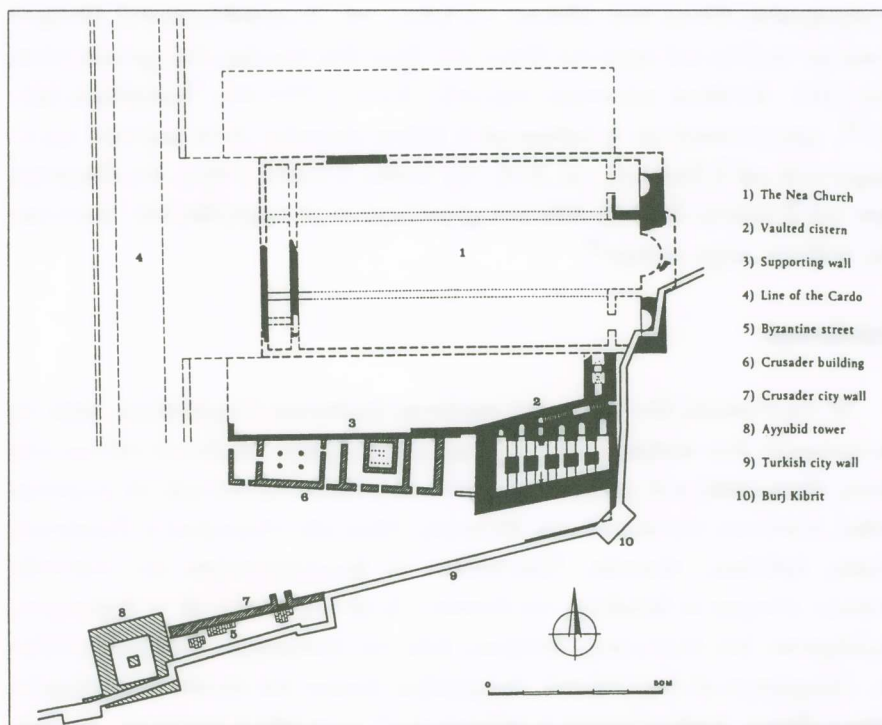 4
1
1) The Nea Church
2) Vaulted cistern
3) Supporting wall
4) Line of the Cardo
5) Byzantine street
6) Crusader building
7) Crusader city wall
8) Ayyubid tower
9) Turkish city wall
10) Burj Kibrit
2
3
6
10
9
7
8
5
0 50M